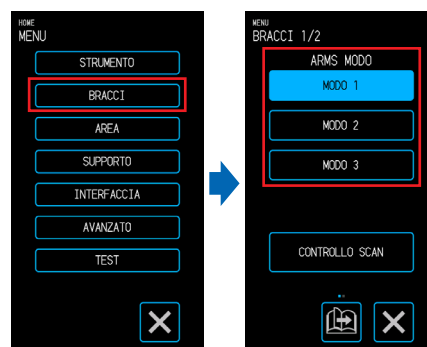 HOME
MENU
STRUMENTO
BRACCI
AREA
SUPPORTO
INTERFACCIA
AVANZATO
TEST
MENU
BRACCI 1/2
ARMS MODO
MODO 1
MODO 2
MODO 3
CONTROLLO SCAN